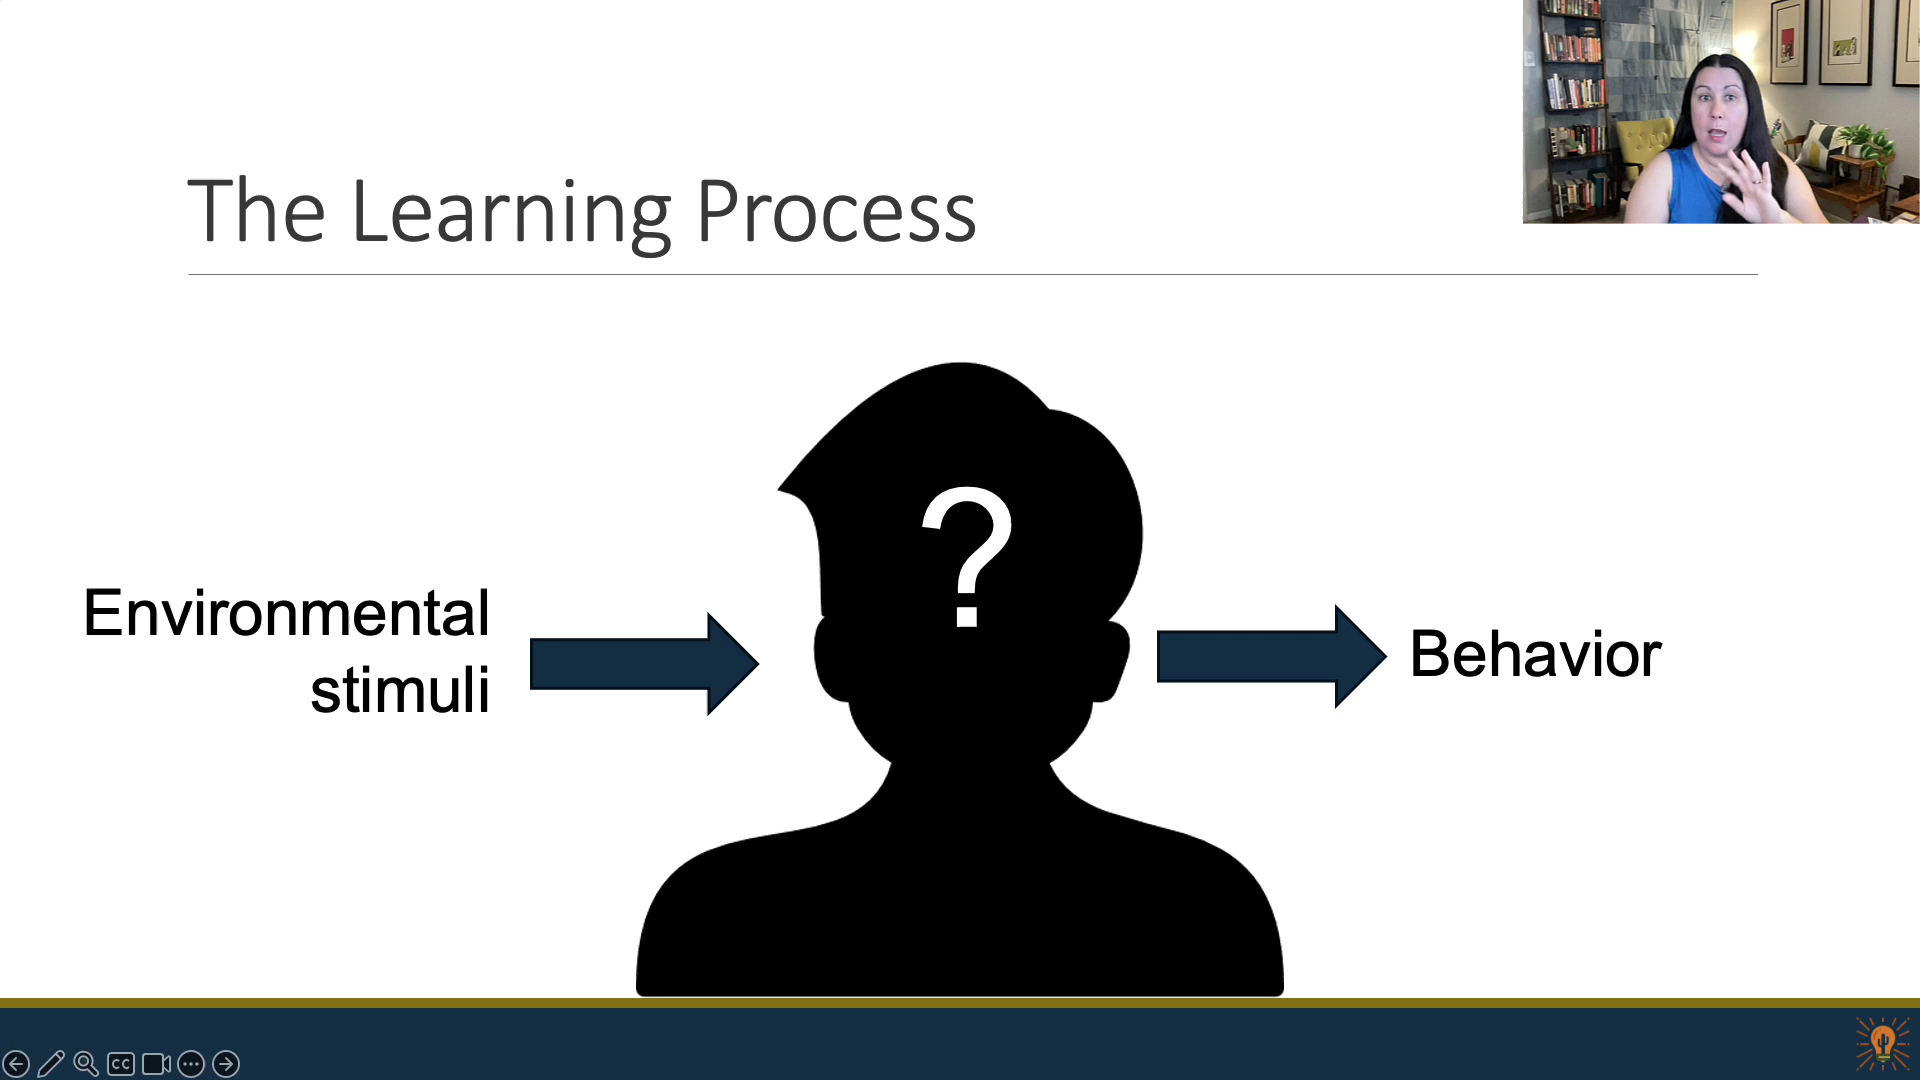 The Learning Process
?
Environmental
stimuli
Behavior
CC